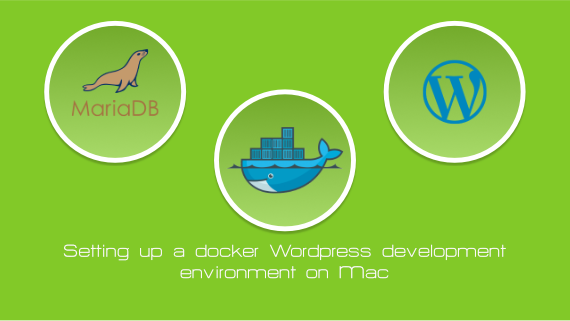 MariaDB
W
Setting up a docker Wordpress development
environment on Mac